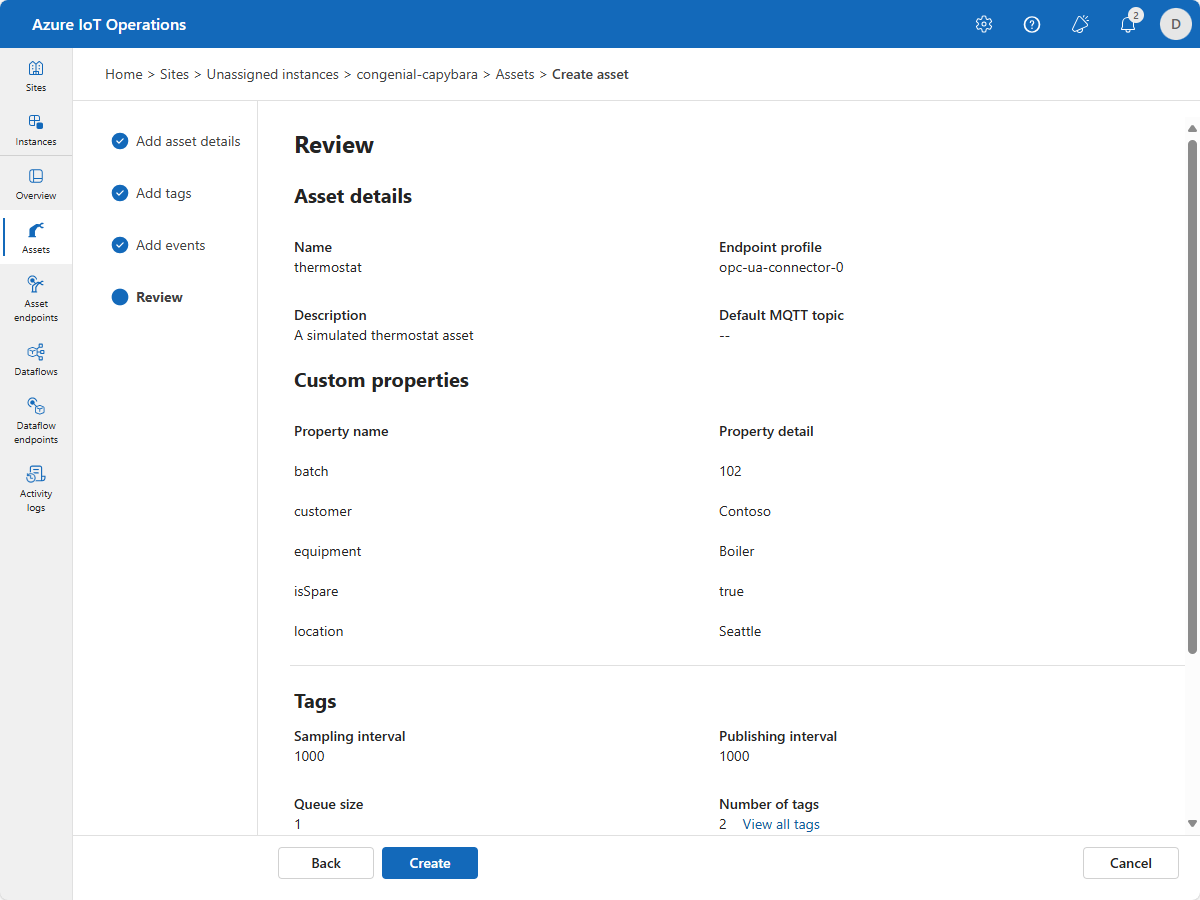 Azure IoT Operations
2
D
Home > Sites > Unassigned instances > congenial-capybara > Assets > Create asset
Sites
Instances
Overview
Assets
Asset
endpoints
Dataflows
Dataflow
endpoints
Activity
logs
Add asset details
Add tags
Add events
Review
Review
Asset details
Name
thermostat
Endpoint profile
opc-ua-connector-0
Description
A simulated thermostat asset
Default MQTT topic
--
Custom properties
Property name Property detail
batch 102
customer Contoso
equipment Boiler
isSpare true
location Seattle
Tags
Sampling interval
1000
Publishing interval
1000
Queue size
1
Number of tags
2 View all tags
Back Create Cancel